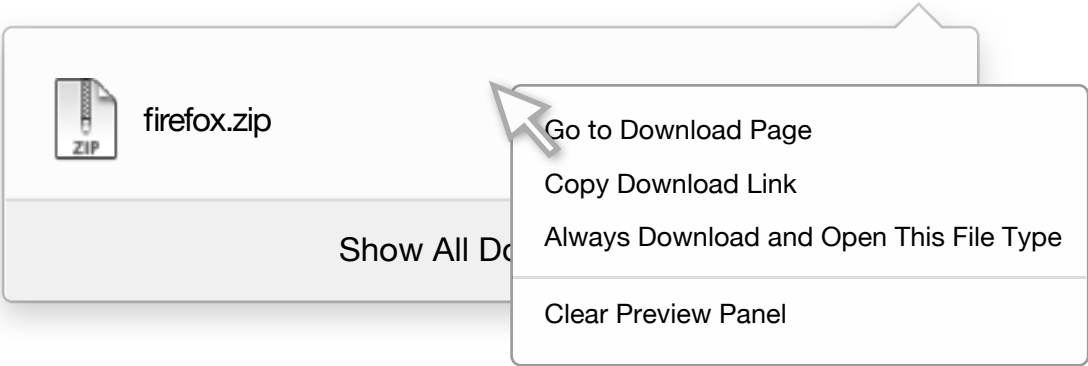 ZIP
firefox.zip
Show All
Go to Download Page
Copy Download Link
Always Download and Open This File Type
Clear Preview Panel